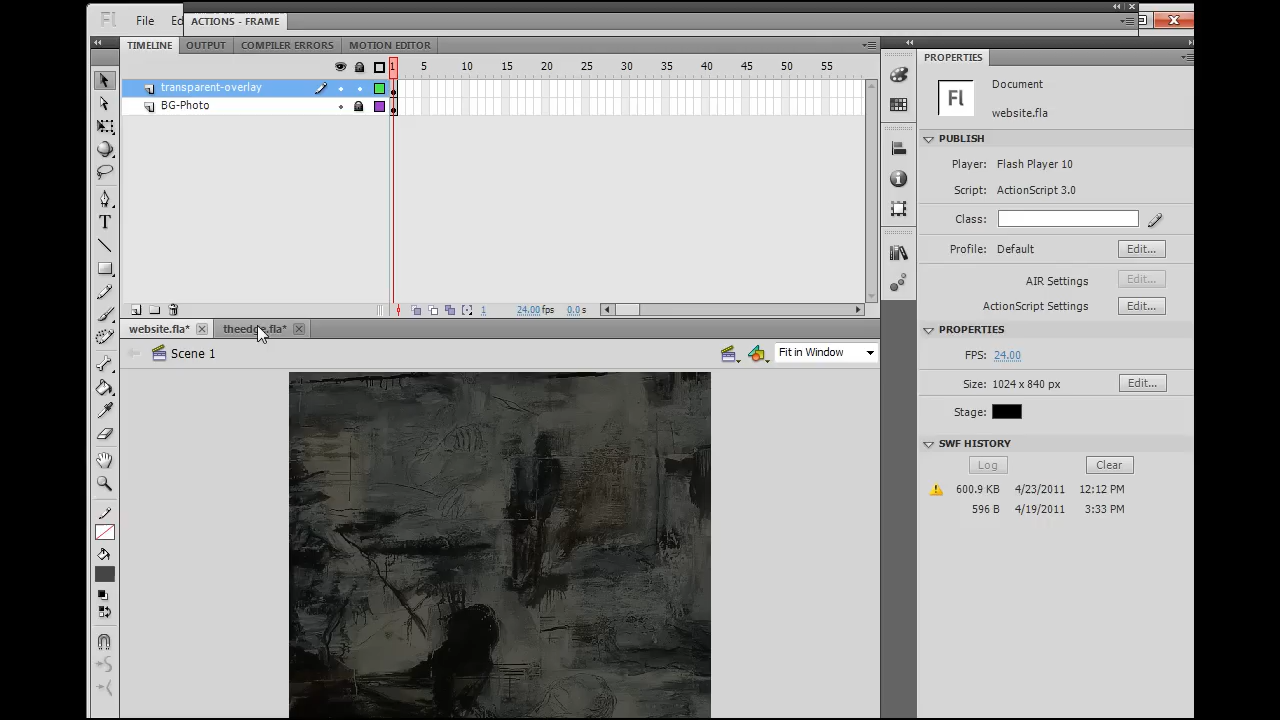 Fl File Ed ACTIONS - FRAME
TIMELINE OUTPUT COMPILER ERRORS MOTION EDITOR
1 5 10 15 20 25 30 35 40 45 50 55
transparent-overlay
BG-Photo
1 24.00 fps 0.0 s
website.fla*
Scene 1
Fit in Window
T
PROPERTIES
Fl
Document
website.fla
PUBLISH
Player: Flash Player 10
Script: ActionScript 3.0
Class:
Profile: Default Edit...
AIR Settings Edit...
ActionScript Settings Edit...
PROPERTIES
FPS: 24.00
Size: 1024 x 840 px Edit...
Stage:
SWF HISTORY
Log Clear
600.9 KB 4/23/2011 12:12 PM
596 B 4/19/2011 3:33 PM